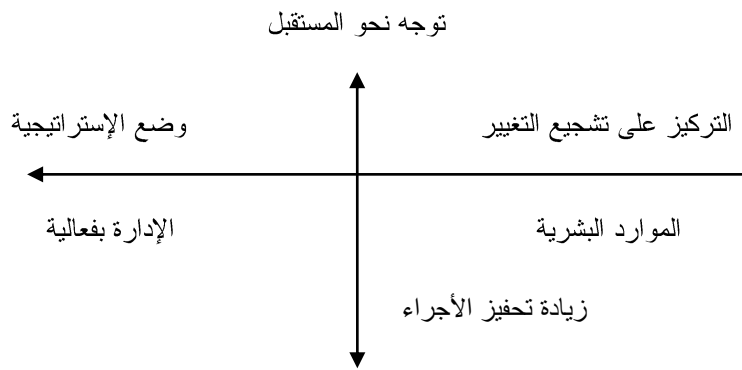 توجه نحو المستقبل
التركيز على تشجيع التغيير
وضع الإستراتيجية
الموارد البشرية
الإدارة بفعالية
زيادة تحفيز الأجراء